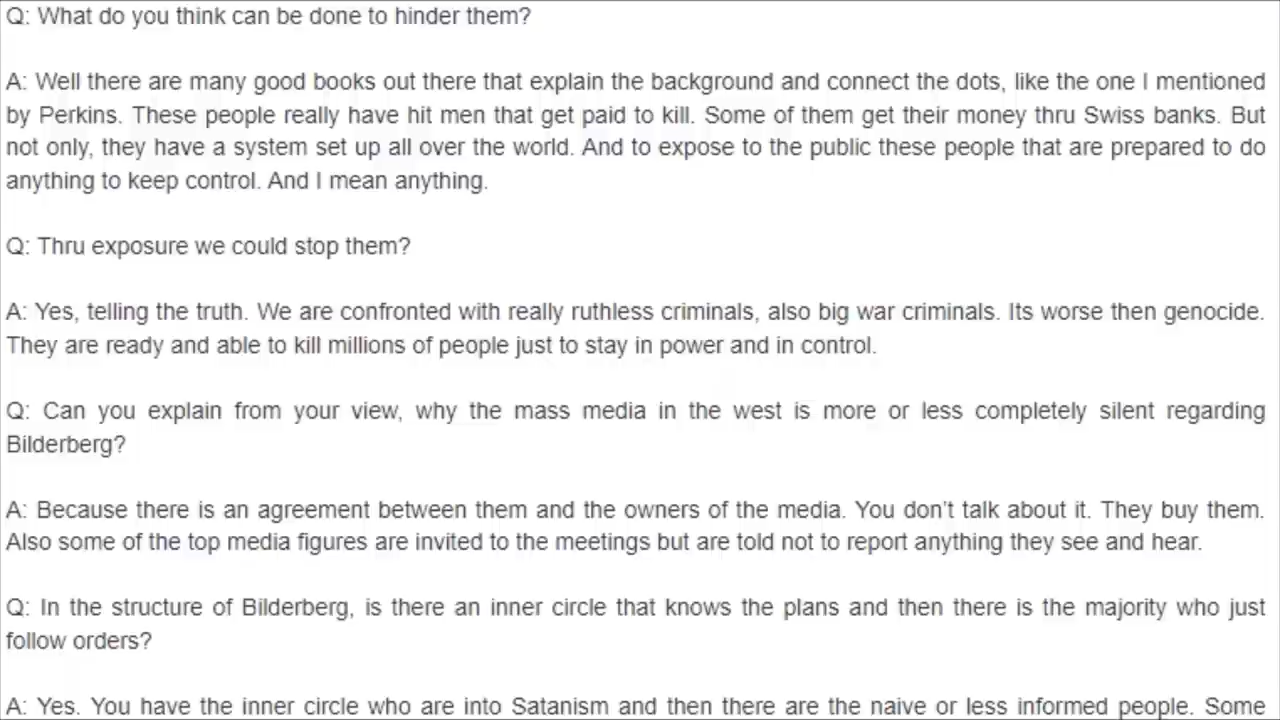 Q: What do you think can be done to hinder them?
A: Well there are many good books out there that explain the background and connect the dots, like the one I mentioned
by Perkins. These people really have hit men that get paid to kill. Some of them get their money thru Swiss banks. But
not only, they have a system set up all over the world. And to expose to the public these people that are prepared to do
anything to keep control. And I mean anything.
Q: Thru exposure we could stop them?
A: Yes, telling the truth. We are confronted with really ruthless criminals, also big war criminals. Its worse then genocide.
They are ready and able to kill millions of people just to stay in power and in control.
Q: Can you explain from your view, why the mass media in the west is more or less completely silent regarding
Bilderberg?
A: Because there is an agreement between them and the owners of the media. You don't talk about it. They buy them.
Also some of the top media figures are invited to the meetings but are told not to report anything they see and hear.
Q: In the structure of Bilderberg, is there an inner circle that knows the plans and then there is the majority who just
follow orders?
A: Yes. You have the inner circle who are into Satanism and then there are the naive or less informed people. Some